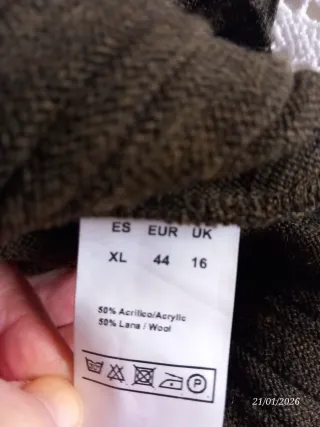 ES EUR UK
XL 44 16
50% Acrilico/Acrylic
50% Lana / Wool
P
21/01/2026